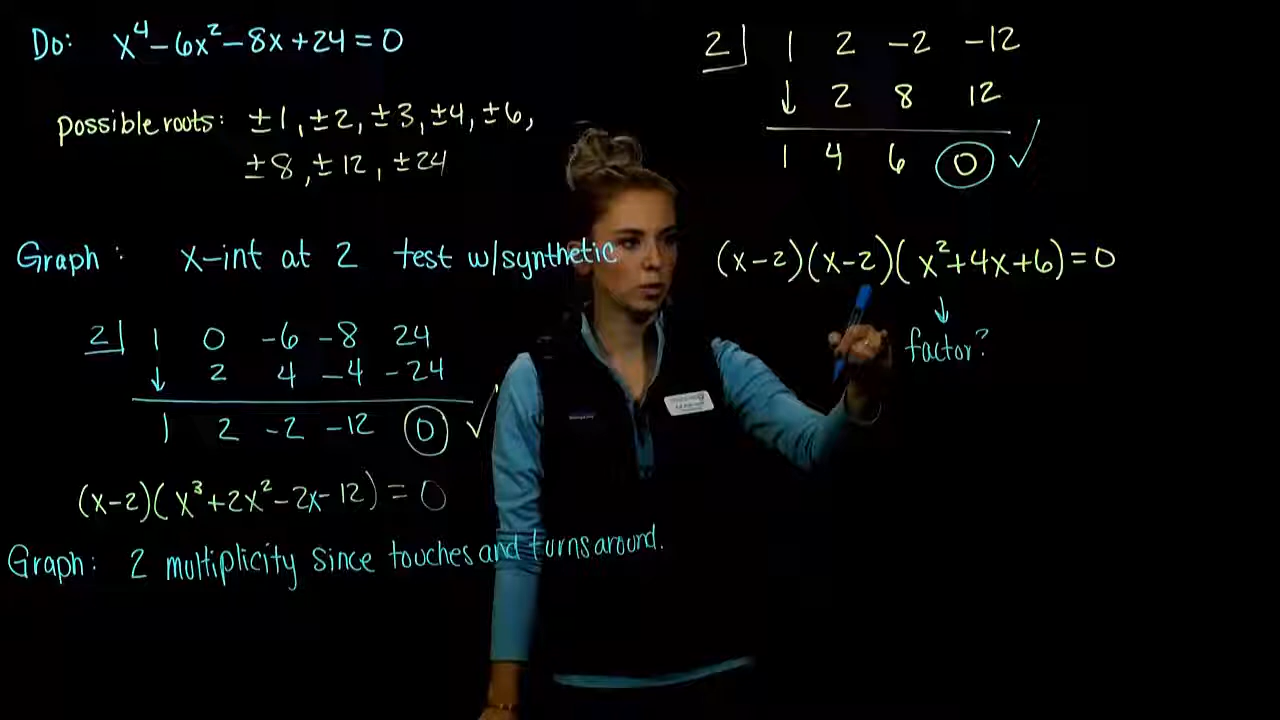 Do: x⁴-6x²-8x+24=0
possible roots: ±1, ±2, ±3, ±4, ±6,
±8, ±12, ±24
Graph: x-int at 2 test w/synthetic
2| 1 0 -6 -8 24
↓ 2 4 -4 -24
1 2 -2 -12 0 ✓
(x-2)(x³+2x²-2x-12)=0
Graph: 2 multiplicity since touches and turns around.
2| 1 2 -2 -12
↓ 2 8 12
1 4 6 0 ✓
(x-2)(x-2)(x²+4x+6)=0
↓
factor?